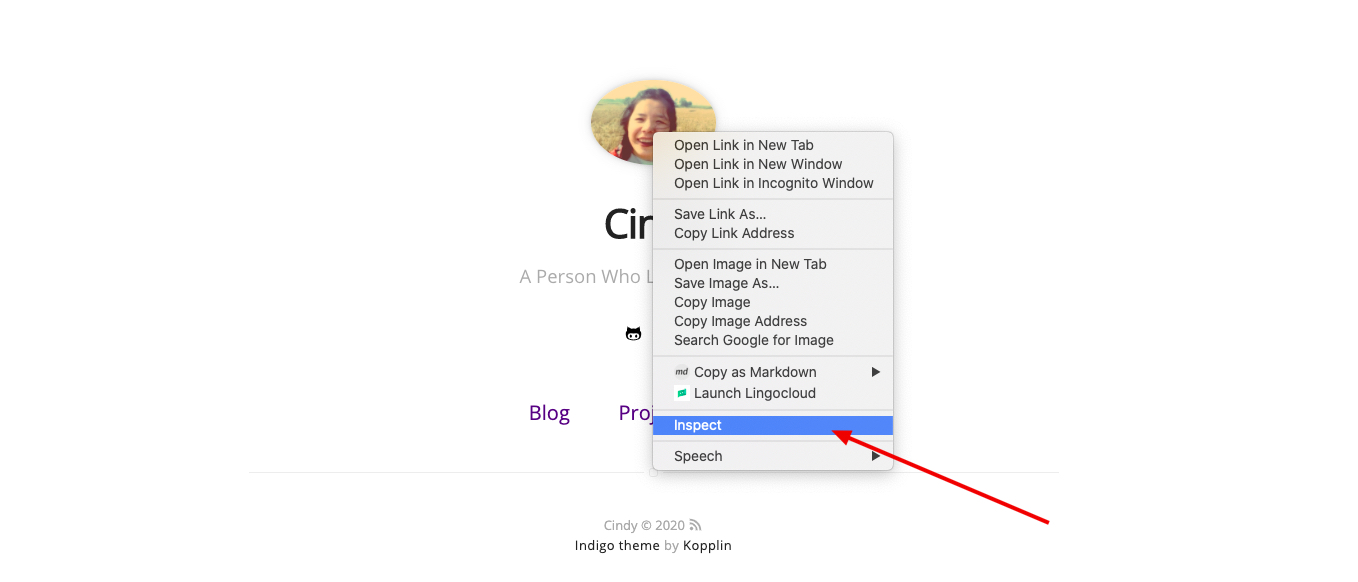 Open Link in New Tab
Open Link in New Window
Open Link in Incognito Window
Save Link As...
Copy Link Address
Open Image in New Tab
Save Image As...
Copy Image
Copy Image Address
Search Google for Image
md Copy as Markdown
Launch Lingocloud
Inspect
Speech
Cin
A Person Who L
Blog
Proj
Cindy © 2020
Indigo theme by Kopplin